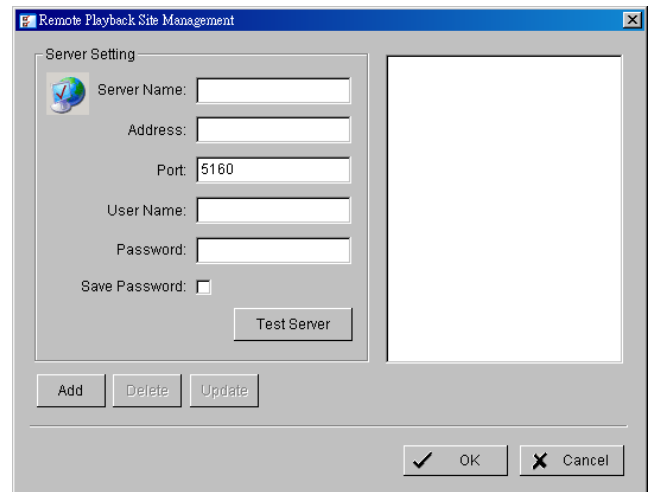 Remote Playback Site Management
Server Setting
Server Name:
Address:
Port: 5160
User Name:
Password:
Save Password:
Test Server
Add Delete Update
OK Cancel